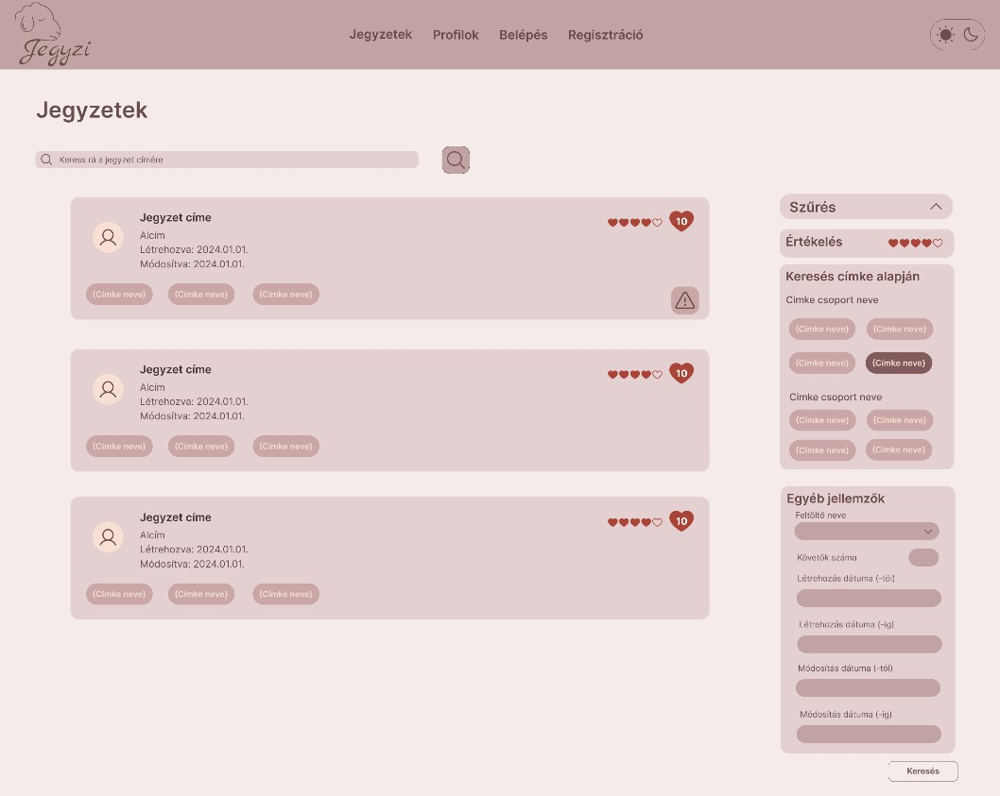 Jegyzi
Jegyzetek Profilok Belépés Regisztráció
Jegyzetek
Keress rá a jegyzet címére
Jegyzet címe
10
Alcím
Létrehozva: 2024.01.01.
Módosítva: 2024.01.01.
{Címke neve} {Címke neve} {Címke neve}
Jegyzet címe
10
Alcím
Létrehozva: 2024.01.01.
Módosítva: 2024.01.01.
{Címke neve} {Címke neve} {Címke neve}
Jegyzet címe
10
Alcím
Létrehozva: 2024.01.01.
Módosítva: 2024.01.01.
{Címke neve} {Címke neve} {Címke neve}
Szűrés
Értékelés
Keresés címke alapján
Cimke csoport neve
{Címke neve} {Címke neve}
{Címke neve} {Címke neve}
Cimke csoport neve
{Címke neve} {Címke neve}
{Címke neve} {Címke neve}
Egyéb jellemzők
Feltöltő neve
Követők száma
Létrehozás dátuma (-tól)
Létrehozás dátuma (-ig)
Módosítás dátuma (-tól)
Módosítás dátuma (-ig)
Keresés